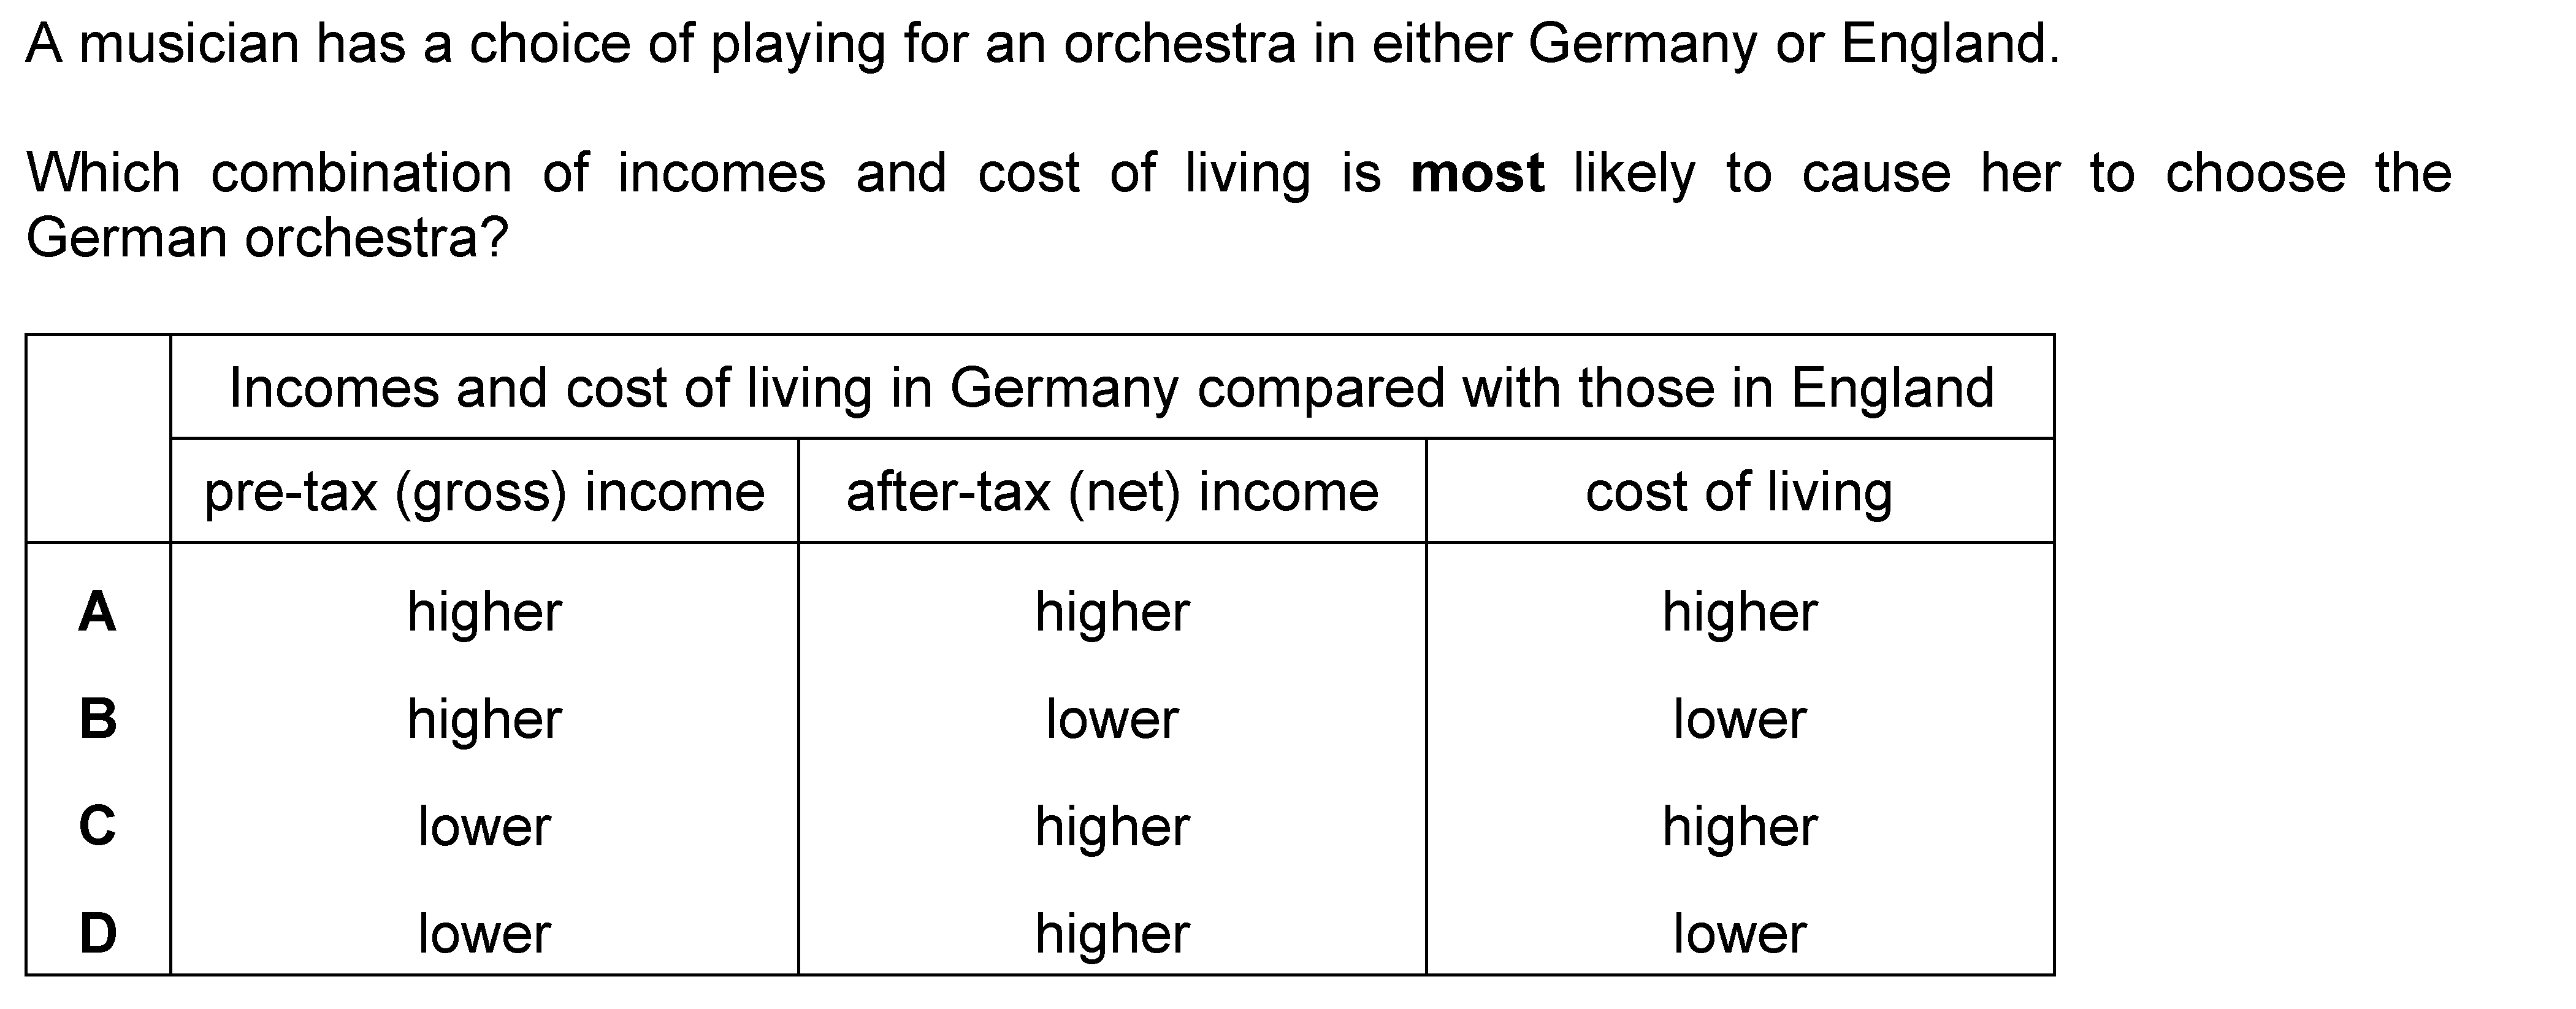 A musician has a choice of playing for an orchestra in either Germany or England.
Which combination of incomes and cost of living is most likely to cause her to choose the
German orchestra?
Incomes and cost of living in Germany compared with those in England
pre-tax (gross) income after-tax (net) income cost of living
A higher higher higher
B higher lower lower
C lower higher higher
D lower higher lower